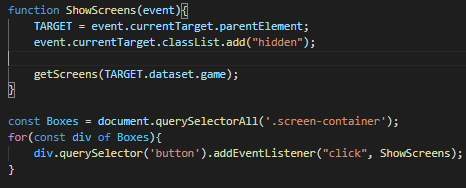 function ShowScreens(event){
    TARGET = event.currentTarget.parentElement;
    event.currentTarget.classList.add("hidden");

    getScreens(TARGET.dataset.game);
}

const Boxes = document.querySelectorAll('.screen-container');
for(const div of Boxes){
    div.querySelector('button').addEventListener("click", ShowScreens);
}